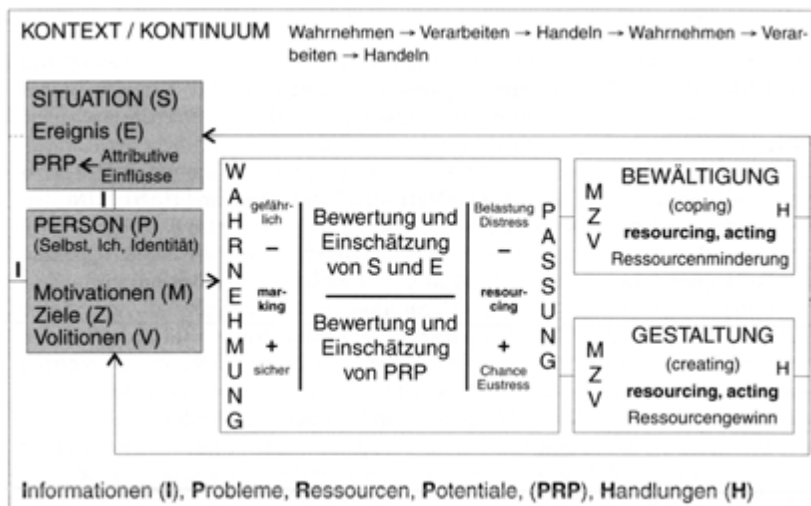 KONTEXT / KONTINUUM
Wahrnehmen → Verarbeiten → Handeln → Wahrnehmen → Verar-
beiten → Handeln
SITUATION (S)
Ereignis (E)
PRP ← Attributive
Einflüsse
I
PERSON (P)
(Selbst, Ich, Identität)
I
Motivationen (M)
Ziele (Z)
Volitionen (V)
WAHRNEHMUNG
gefähr-
lich
–
mar-
king
+
sicher
Bewertung und
Einschätzung
von S und E
Bewertung und
Einschätzung
von PRP
Belastung
Distress
–
resour-
cing
+
Chance
Eustress
PASSUNG
M
Z
V
BEWÄLTIGUNG
(coping)
H
resourcing, acting
Ressourcenminderung
M
Z
V
GESTALTUNG
(creating)
H
resourcing, acting
Ressourcengewinn
Informationen (I), Probleme, Ressourcen, Potentiale, (PRP), Handlungen (H)